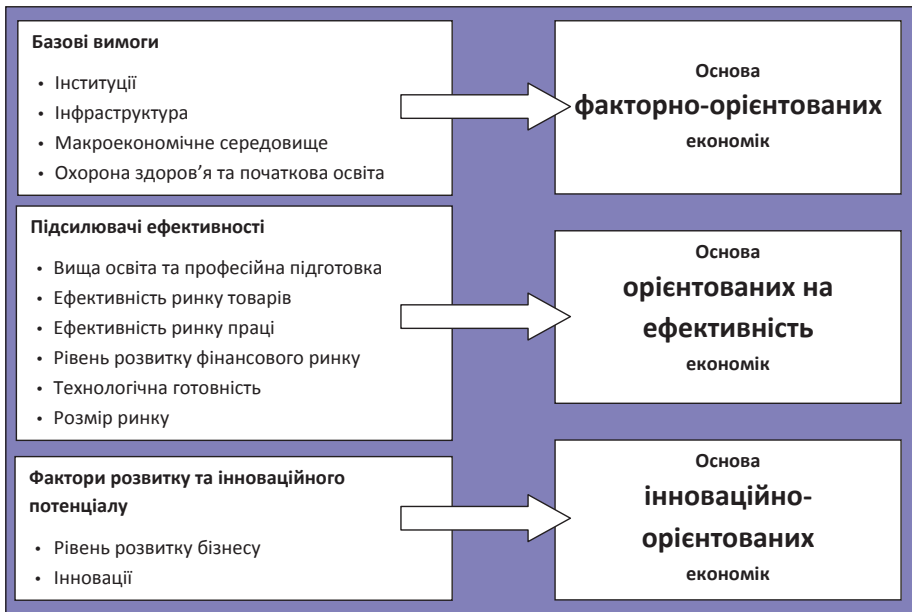 Базові вимоги
• Інституції
• Інфраструктура
• Макроекономічне середовище
• Охорона здоров’я та початкова освіта
Основа
факторно-орієнтованих
економік
Підсилювачі ефективності
• Вища освіта та професійна підготовка
• Ефективність ринку товарів
• Ефективність ринку праці
• Рівень розвитку фінансового ринку
• Технологічна готовність
• Розмір ринку
Основа
орієнтованих на
ефективність
економік
Фактори розвитку та інноваційного
потенціалу
• Рівень розвитку бізнесу
• Інновації
Основа
інноваційно-
орієнтованих
економік